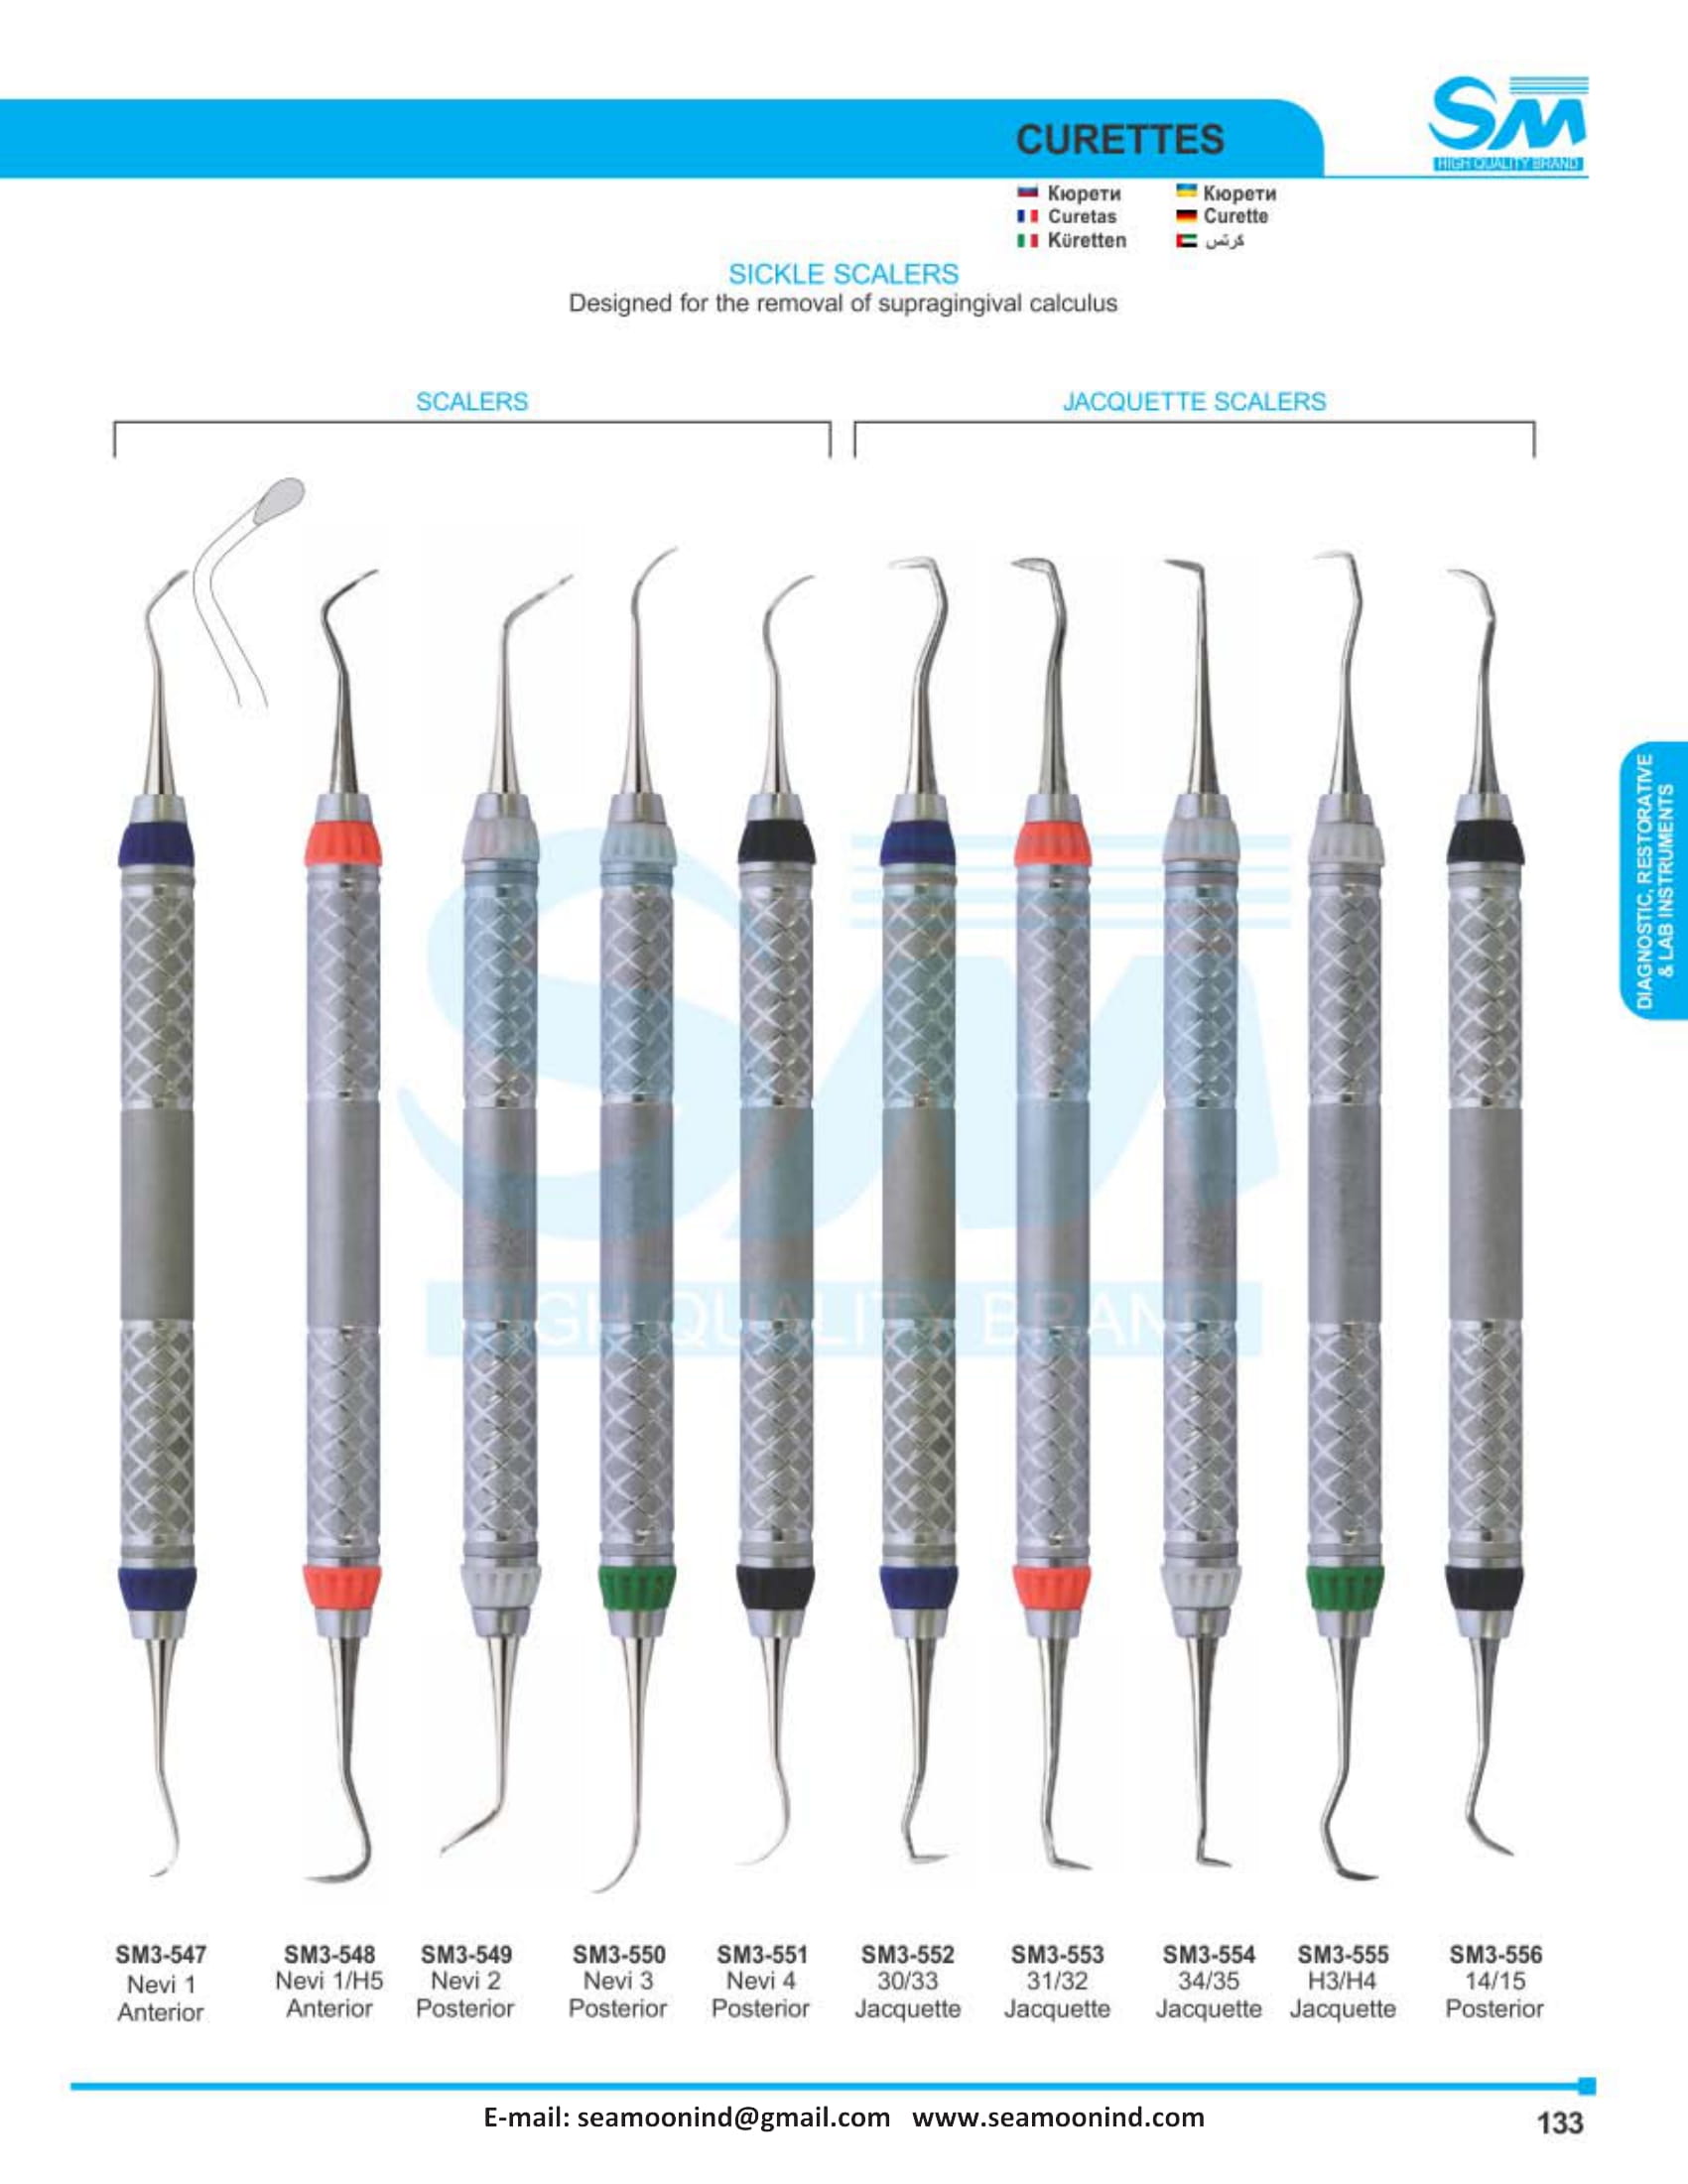 CURETTES
SM
HIGH QUALITY BRAND
Кюрети
Кюрети
Curetas
Curette
Küretten
كرتس
SICKLE SCALERS
Designed for the removal of supragingival calculus
SCALERS
JACQUETTE SCALERS
DIAGNOSTIC, RESTORATIVE
& LAB INSTRUMENTS
SM
HIGH QUALITY BRAND
SM3-547
Nevi 1
Anterior
SM3-548
Nevi 1/H5
Anterior
SM3-549
Nevi 2
Posterior
SM3-550
Nevi 3
Posterior
SM3-551
Nevi 4
Posterior
SM3-552
30/33
Jacquette
SM3-553
31/32
Jacquette
SM3-554
34/35
Jacquette
SM3-555
H3/H4
Jacquette
SM3-556
14/15
Posterior
E-mail: seamoonind@gmail.com www.seamoonind.com
133